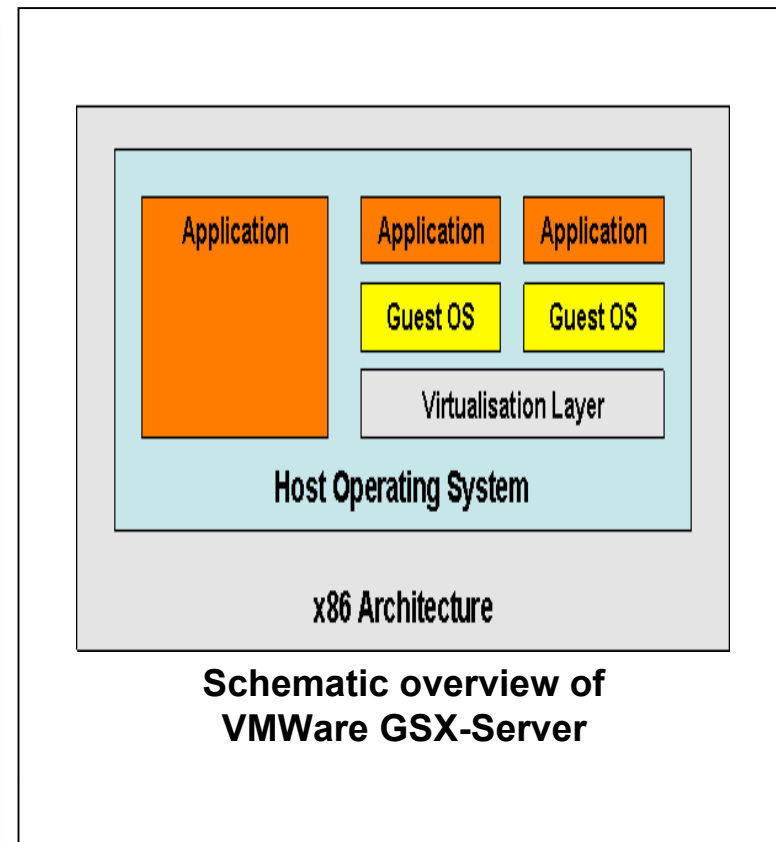 Application
Application
Application
Guest OS
Guest OS
Virtualisation Layer
Host Operating System
x86 Architecture
Schematic overview of
VMWare GSX-Server